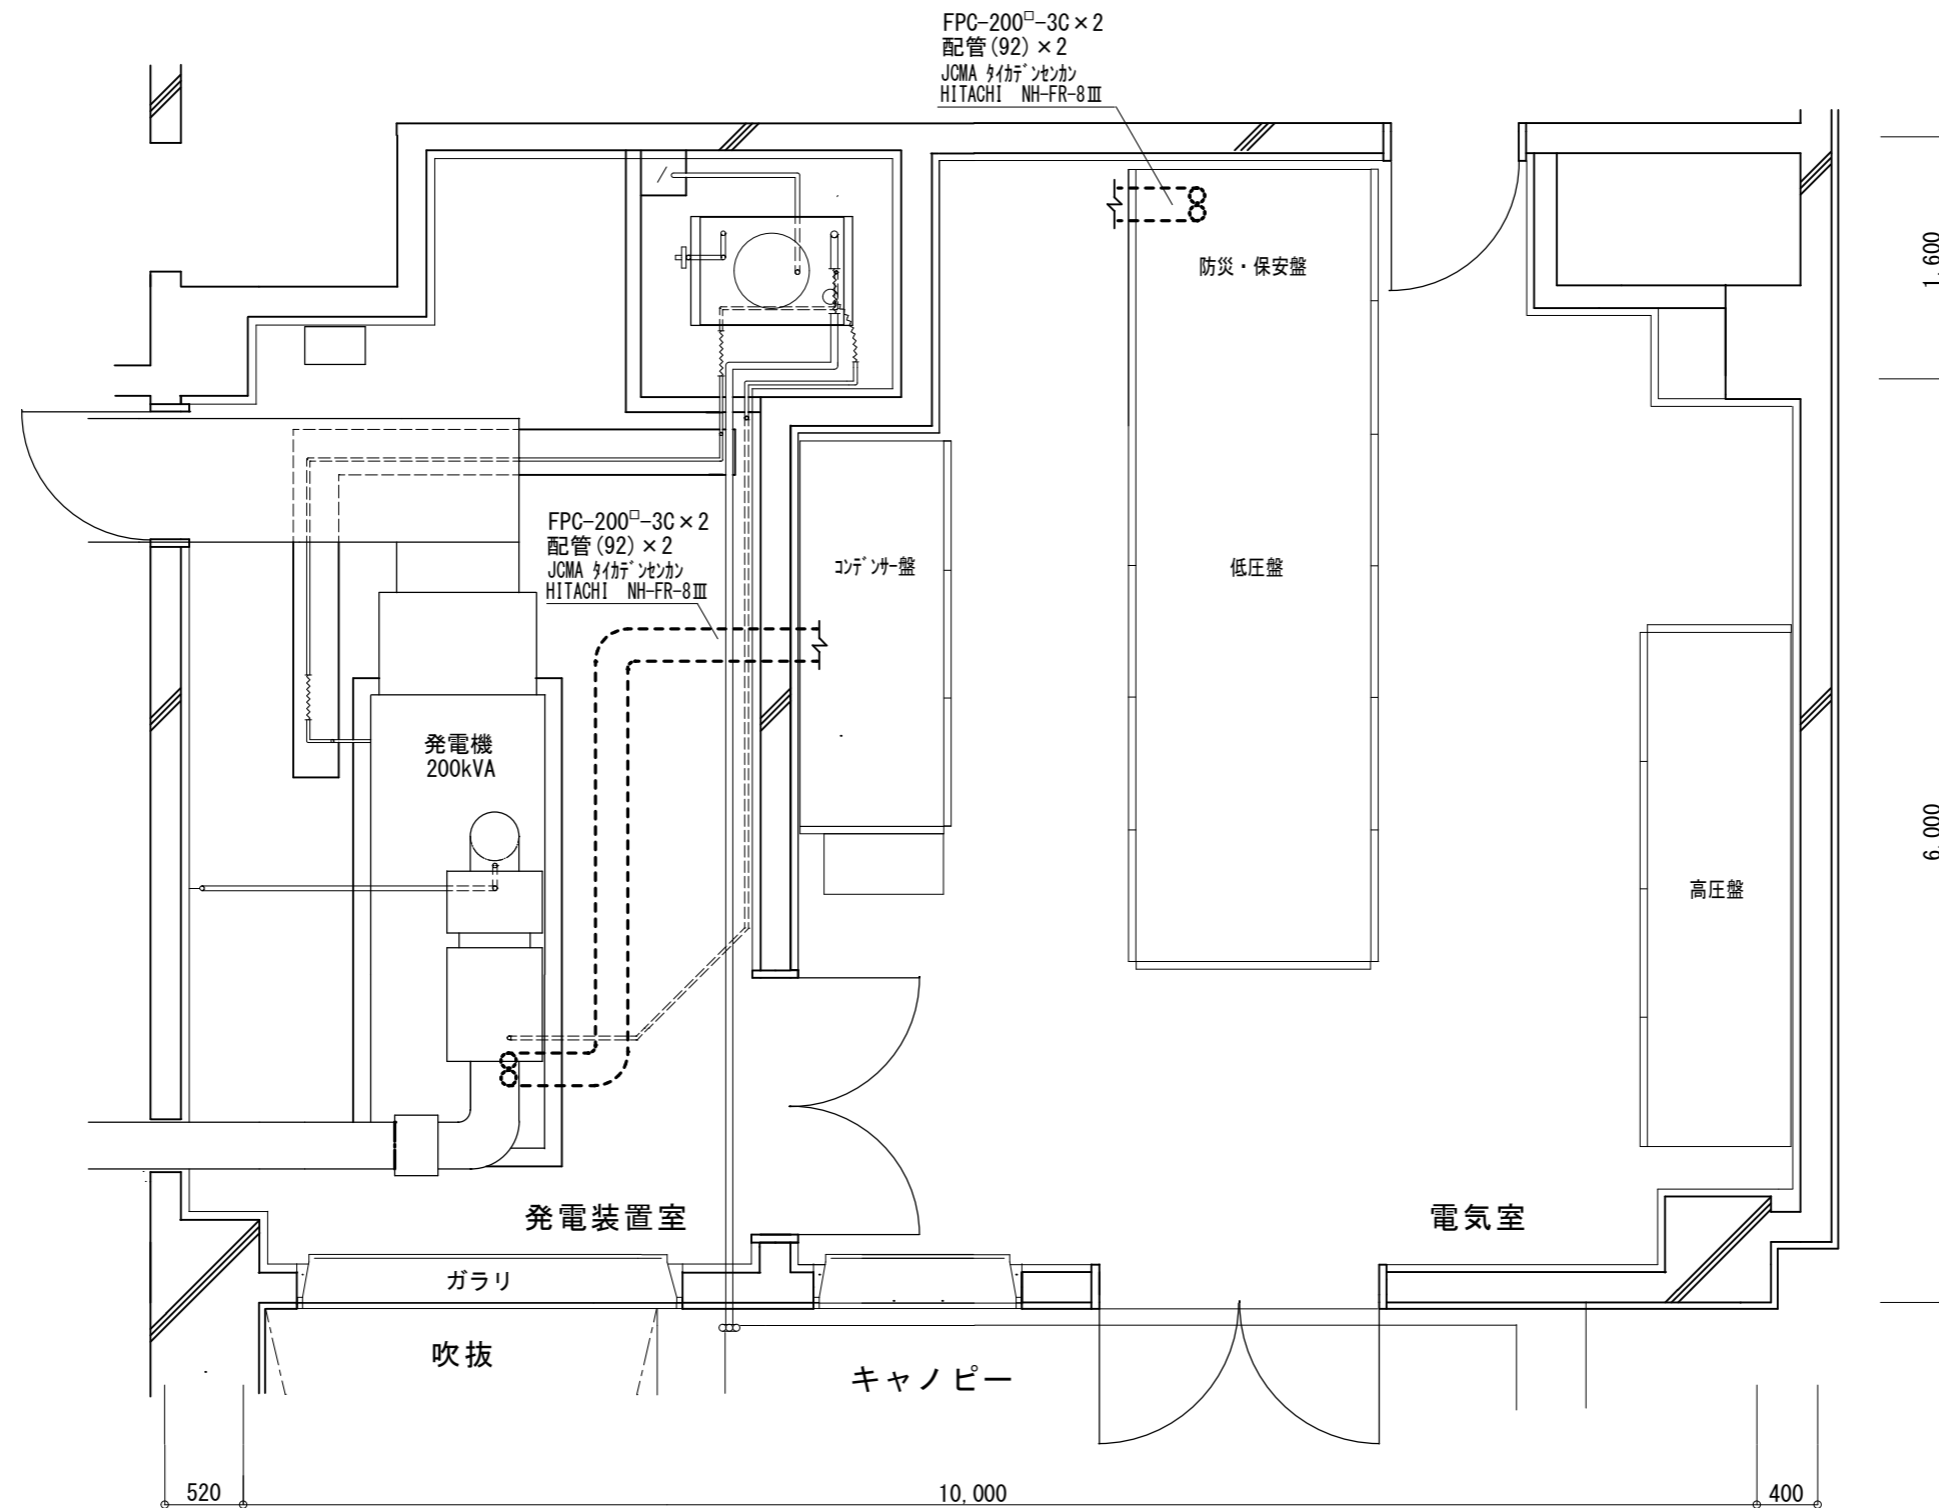 FPC-200□-3C×2
配管(92)×2
JCMA ﾀｲｶﾃﾞﾝｾﾝｶﾝ
HITACHI NH-FR-8Ⅲ
防災・保安盤
1,600
FPC-200□-3C×2
配管(92)×2
JCMA ﾀｲｶﾃﾞﾝｾﾝｶﾝ
HITACHI NH-FR-8Ⅲ
ｺﾝﾃﾞﾝｻｰ盤
低圧盤
発電機
200kVA
6,000
高圧盤
発電装置室
電気室
ガラリ
吹抜
キャノピー
520
10,000
400